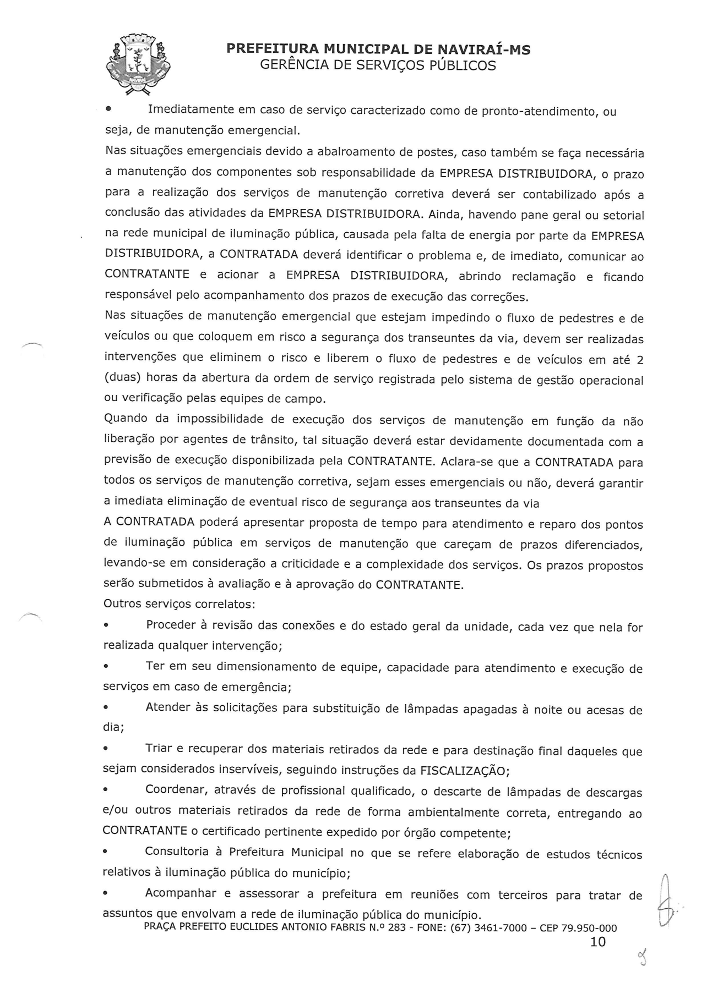 PREFEITURA MUNICIPAL DE NAVIRAÍ-MS
GERÊNCIA DE SERVIÇOS PÚBLICOS
• Imediatamente em caso de serviço caracterizado como de pronto-atendimento, ou
seja, de manutenção emergencial.
Nas situações emergenciais devido a abalroamento de postes, caso também se faça necessária
a manutenção dos componentes sob responsabilidade da EMPRESA DISTRIBUIDORA, o prazo
para a realização dos serviços de manutenção corretiva deverá ser contabilizado após a
conclusão das atividades da EMPRESA DISTRIBUIDORA. Ainda, havendo pane geral ou setorial
na rede municipal de iluminação pública, causada pela falta de energia por parte da EMPRESA
DISTRIBUIDORA, a CONTRATADA deverá identificar o problema e, de imediato, comunicar ao
CONTRATANTE e acionar a EMPRESA DISTRIBUIDORA, abrindo reclamação e ficando
responsável pelo acompanhamento dos prazos de execução das correções.
Nas situações de manutenção emergencial que estejam impedindo o fluxo de pedestres e de
veículos ou que coloquem em risco a segurança dos transeuntes da via, devem ser realizadas
intervenções que eliminem o risco e liberem o fluxo de pedestres e de veículos em até 2
(duas) horas da abertura da ordem de serviço registrada pelo sistema de gestão operacional
ou verificação pelas equipes de campo.
Quando da impossibilidade de execução dos serviços de manutenção em função da não
liberação por agentes de trânsito, tal situação deverá estar devidamente documentada com a
previsão de execução disponibilizada pela CONTRATANTE. Aclara-se que a CONTRATADA para
todos os serviços de manutenção corretiva, sejam esses emergenciais ou não, deverá garantir
a imediata eliminação de eventual risco de segurança aos transeuntes da via
A CONTRATADA poderá apresentar proposta de tempo para atendimento e reparo dos pontos
de iluminação pública em serviços de manutenção que careçam de prazos diferenciados,
levando-se em consideração a criticidade e a complexidade dos serviços. Os prazos propostos
serão submetidos à avaliação e à aprovação do CONTRATANTE.
Outros serviços correlatos:
• Proceder à revisão das conexões e do estado geral da unidade, cada vez que nela for
realizada qualquer intervenção;
• Ter em seu dimensionamento de equipe, capacidade para atendimento e execução de
serviços em caso de emergência;
• Atender às solicitações para substituição de lâmpadas apagadas à noite ou acesas de
dia;
• Triar e recuperar dos materiais retirados da rede e para destinação final daqueles que
sejam considerados inservíveis, seguindo instruções da FISCALIZAÇÃO;
• Coordenar, através de profissional qualificado, o descarte de lâmpadas de descargas
e/ou outros materiais retirados da rede de forma ambientalmente correta, entregando ao
CONTRATANTE o certificado pertinente expedido por órgão competente;
• Consultoria à Prefeitura Municipal no que se refere elaboração de estudos técnicos
relativos à iluminação pública do município;
• Acompanhar e assessorar a prefeitura em reuniões com terceiros para tratar de
assuntos que envolvam a rede de iluminação pública do município.
PRAÇA PREFEITO EUCLIDES ANTONIO FABRIS N.º 283 - FONE: (67) 3461-7000 – CEP 79.950-000
10